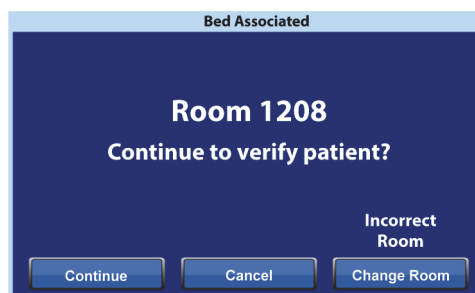 Bed Associated
Room 1208
Continue to verify patient?
Incorrect
Room
Continue
Cancel
Change Room